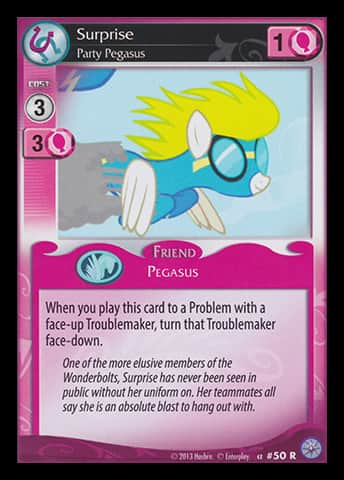 Surprise
Party Pegasus
1
COST
3
3
FRIEND
PEGASUS
When you play this card to a Problem with a
face-up Troublemaker, turn that Troublemaker
face-down.
One of the more elusive members of the
Wonderbolts, Surprise has never been seen in
public without her uniform on. Her teammates all
say she is an absolute blast to hang out with.
© 2013 Hasbro. © Enterplay. α #50 R